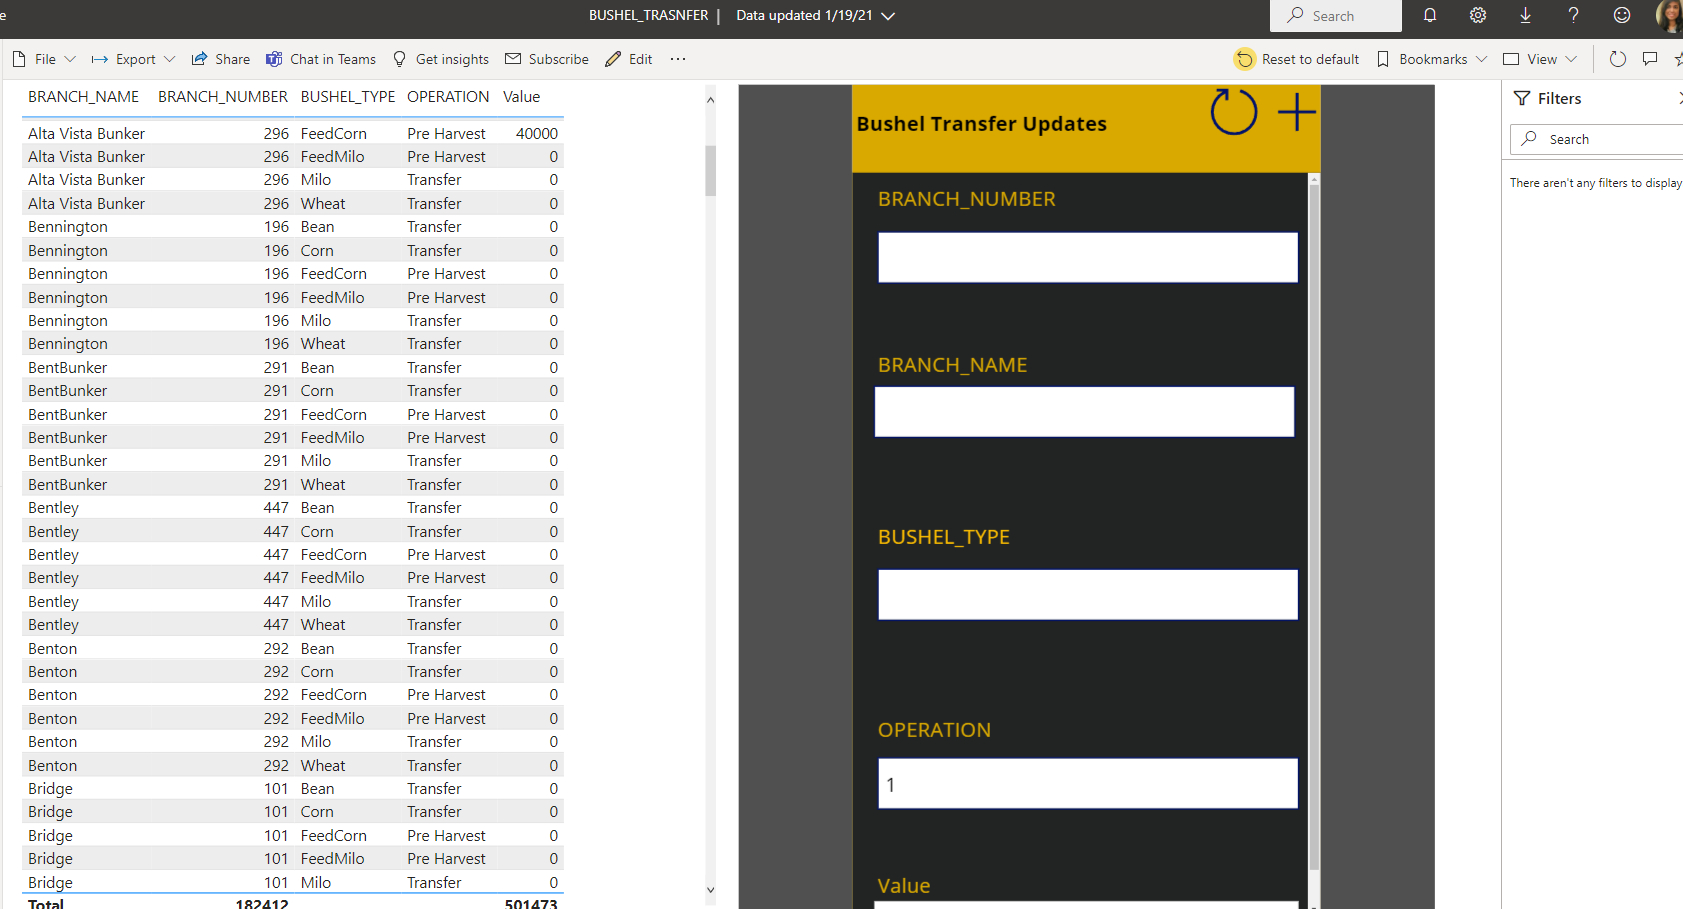 e
BUSHEL_TRASNFER | Data updated 1/19/21
Search
File Export Share Chat in Teams Get insights Subscribe Edit ...
Reset to default Bookmarks View
BRANCH_NAME BRANCH_NUMBER BUSHEL_TYPE OPERATION Value
Alta Vista Bunker 296 FeedCorn Pre Harvest 40000
Alta Vista Bunker 296 FeedMilo Pre Harvest 0
Alta Vista Bunker 296 Milo Transfer 0
Alta Vista Bunker 296 Wheat Transfer 0
Bennington 196 Bean Transfer 0
Bennington 196 Corn Transfer 0
Bennington 196 FeedCorn Pre Harvest 0
Bennington 196 FeedMilo Pre Harvest 0
Bennington 196 Milo Transfer 0
Bennington 196 Wheat Transfer 0
BentBunker 291 Bean Transfer 0
BentBunker 291 Corn Transfer 0
BentBunker 291 FeedCorn Pre Harvest 0
BentBunker 291 FeedMilo Pre Harvest 0
BentBunker 291 Milo Transfer 0
BentBunker 291 Wheat Transfer 0
Bentley 447 Bean Transfer 0
Bentley 447 Corn Transfer 0
Bentley 447 FeedCorn Pre Harvest 0
Bentley 447 FeedMilo Pre Harvest 0
Bentley 447 Milo Transfer 0
Bentley 447 Wheat Transfer 0
Benton 292 Bean Transfer 0
Benton 292 Corn Transfer 0
Benton 292 FeedCorn Pre Harvest 0
Benton 292 FeedMilo Pre Harvest 0
Benton 292 Milo Transfer 0
Benton 292 Wheat Transfer 0
Bridge 101 Bean Transfer 0
Bridge 101 Corn Transfer 0
Bridge 101 FeedCorn Pre Harvest 0
Bridge 101 FeedMilo Pre Harvest 0
Bridge 101 Milo Transfer 0
Total 182412 501473
Bushel Transfer Updates
BRANCH_NUMBER
BRANCH_NAME
BUSHEL_TYPE
OPERATION
1
Value
Filters
Search
There aren't any filters to display